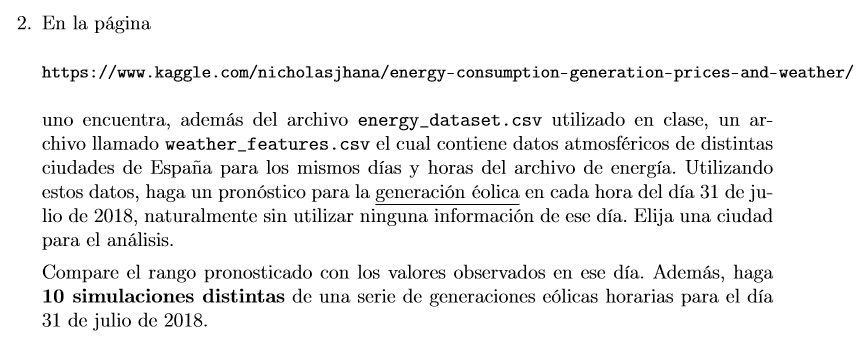 2. En la página
https://www.kaggle.com/nicholasjhana/energy-consumption-generation-prices-and-weather/
uno encuentra, además del archivo energy_dataset.csv utilizado en clase, un ar-
chivo llamado weather_features.csv el cual contiene datos atmosféricos de distintas
ciudades de España para los mismos días y horas del archivo de energía. Utilizando
estos datos, haga un pronóstico para la generación éolica en cada hora del día 31 de ju-
lio de 2018, naturalmente sin utilizar ninguna información de ese día. Elija una ciudad
para el análisis.
Compare el rango pronosticado con los valores observados en ese día. Además, haga
10 simulaciones distintas de una serie de generaciones eólicas horarias para el día
31 de julio de 2018.